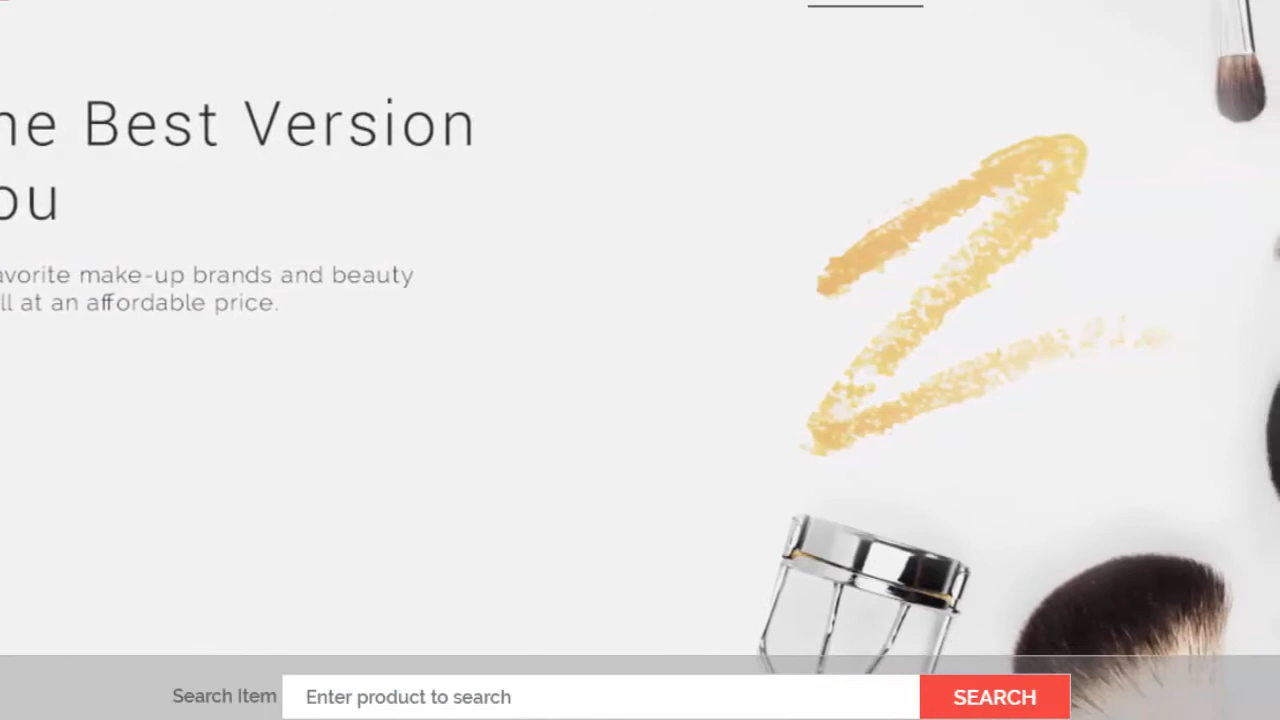 he Best Version
ou
avorite make-up brands and beauty
ll at an affordable price.
Search Item
Enter product to search
SEARCH